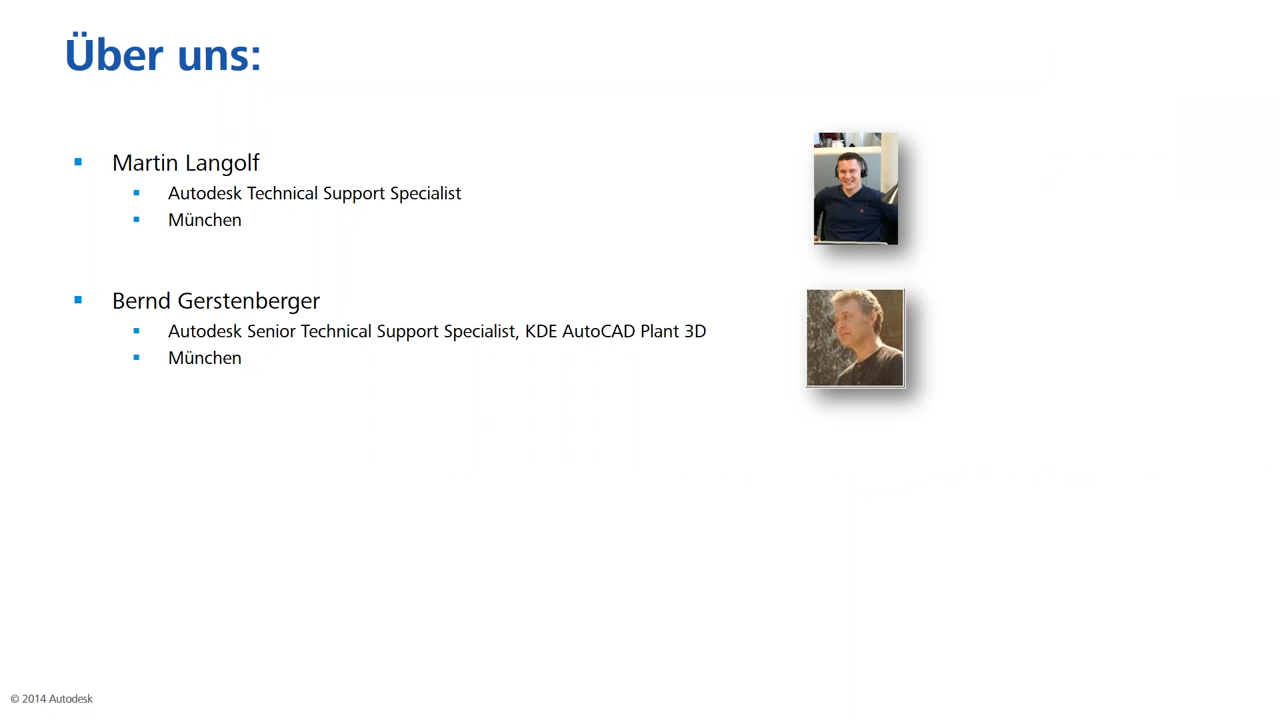 Über uns:
Martin Langolf
Autodesk Technical Support Specialist
München
Bernd Gerstenberger
Autodesk Senior Technical Support Specialist, KDE AutoCAD Plant 3D
München
© 2014 Autodesk